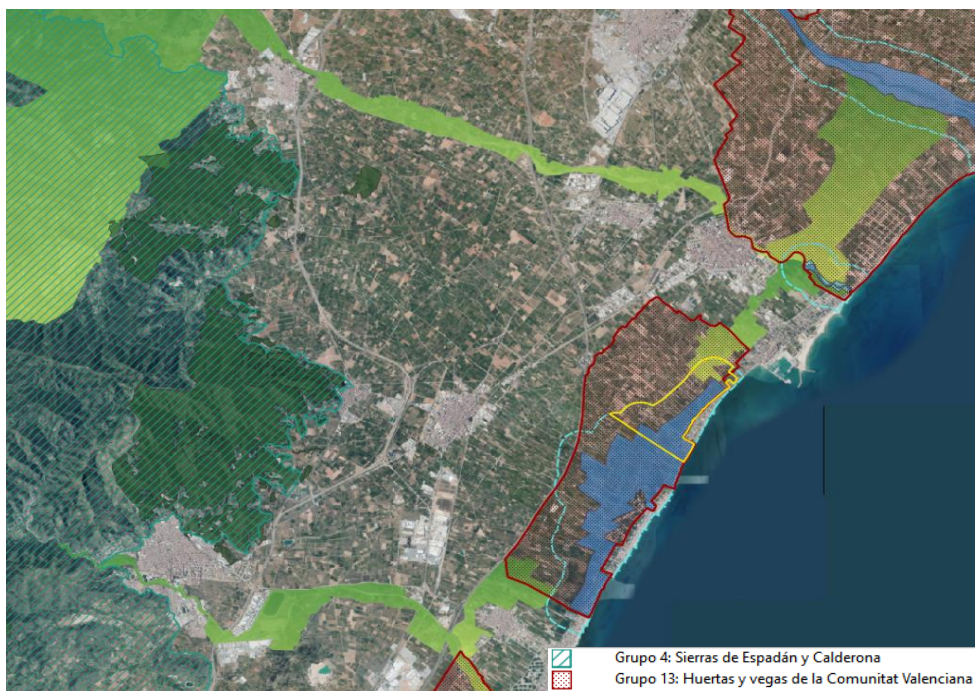 Grupo 4: Sierras de Espadán y Calderona
Grupo 13: Huertas y vegas de la Comunitat Valenciana